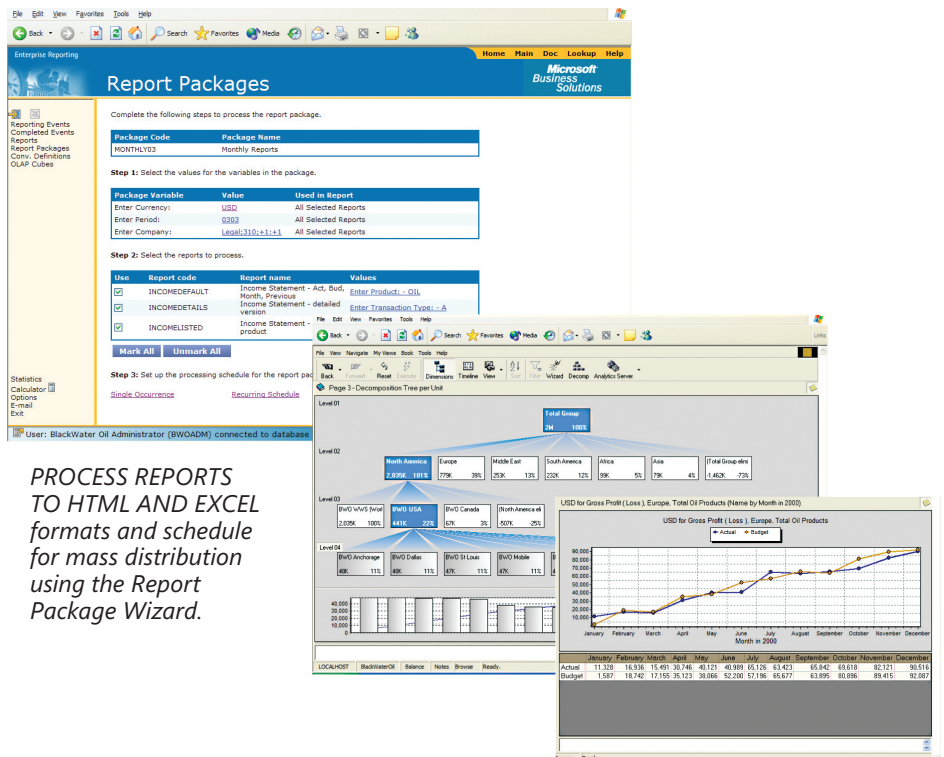 File Edit View Favorites Tools Help
Back Search Favorites Media
Enterprise Reporting
Home Main Doc Lookup Help
Report Packages
Microsoft
Business
Solutions
Reporting Events
Completed Events
Reports
Report Packages
Conv. Definitions
OLAP Cubes
Statistics
Calculator
Options
E-mail
Exit
Complete the following steps to process the report package.
Package Code Package Name
MONTHLY03 Monthly Reports
Step 1: Select the values for the variables in the package.
Package Variable Value Used in Report
Enter Currency: USD All Selected Reports
Enter Period: 0303 All Selected Reports
Enter Company: Legal;310;+1;+1 All Selected Reports
Step 2: Select the reports to process.
Use Report code Report name Values
INCOMEDEFAULT Income Statement - Act, Bud, Month, Previous Enter Product: - OIL
INCOMEDETAILS Income Statement - detailed version Enter Transaction Type: - A
INCOMELISTED Income Statement - product
Mark All Unmark All
Step 3: Set up the processing schedule for the report pac
Single Occurrence Recurring Schedule
User: BlackWater Oil Administrator (BWOADM) connected to database
PROCESS REPORTS
TO HTML AND EXCEL
formats and schedule
for mass distribution
using the Report
Package Wizard.
File Edit View Favorites Tools Help
Back Search Favorites Media Links
File View Navigate My Views Book Tools Help
Back Forward Reset Execute Dimensions Timeline View Sort Filter Wizard Decomp Analytics Server
Page 3 - Decomposition Tree per Unit
Level 01
Total Group
2M 100%
Level 02
North America Europe Middle East South America Africa Asia (Total Group elimi
2,035K 101% 779K 39% 253K 13% 232K 12% 99K 5% 79K 4% -1,462K -73%
Level 03
BWO WWS (Worl BWO USA BWO Canada (North America eli
2,035K 100% 441K 22% 67K 3% -507K -25%
Level 04
BWO Anchorage BWO Dallas BWO St Louis BWO Mobile
48K 11% 48K 11% 47K 11% 47K 11%
40,000
30,000
20,000
10,000
0
LOCALHOST BlackWaterOil Balance Notes Browse Ready.
USD for Gross Profit ( Loss ), Europe, Total Oil Products (Name by Month in 2000)
USD for Gross Profit ( Loss ), Europe, Total Oil Products
Actual Budget
90,000
80,000
70,000
60,000
50,000
40,000
30,000
20,000
10,000
January February March April May June July August September October November December
Month in 2000
January February March April May June July August September October November December
Actual 11,328 16,936 15,491 30,746 40,121 40,989 65,126 63,423 65,842 69,618 82,121 90,516
Budget 1,587 18,742 17,155 35,123 38,066 52,200 57,196 65,677 63,895 80,896 89,415 92,087